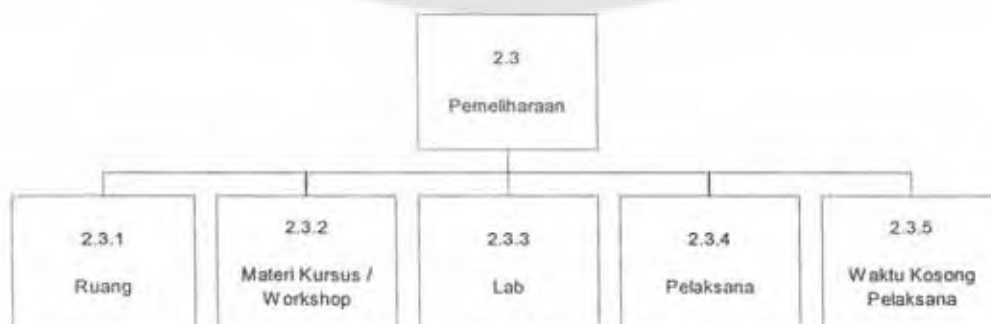 2.3
Pemeliharaan
2.3.1
Ruang
2.3.2
Materi Kursus /
Workshop
2.3.3
Lab
2.3.4
Pelaksana
2.3.5
Waktu Kosong
Pelaksana